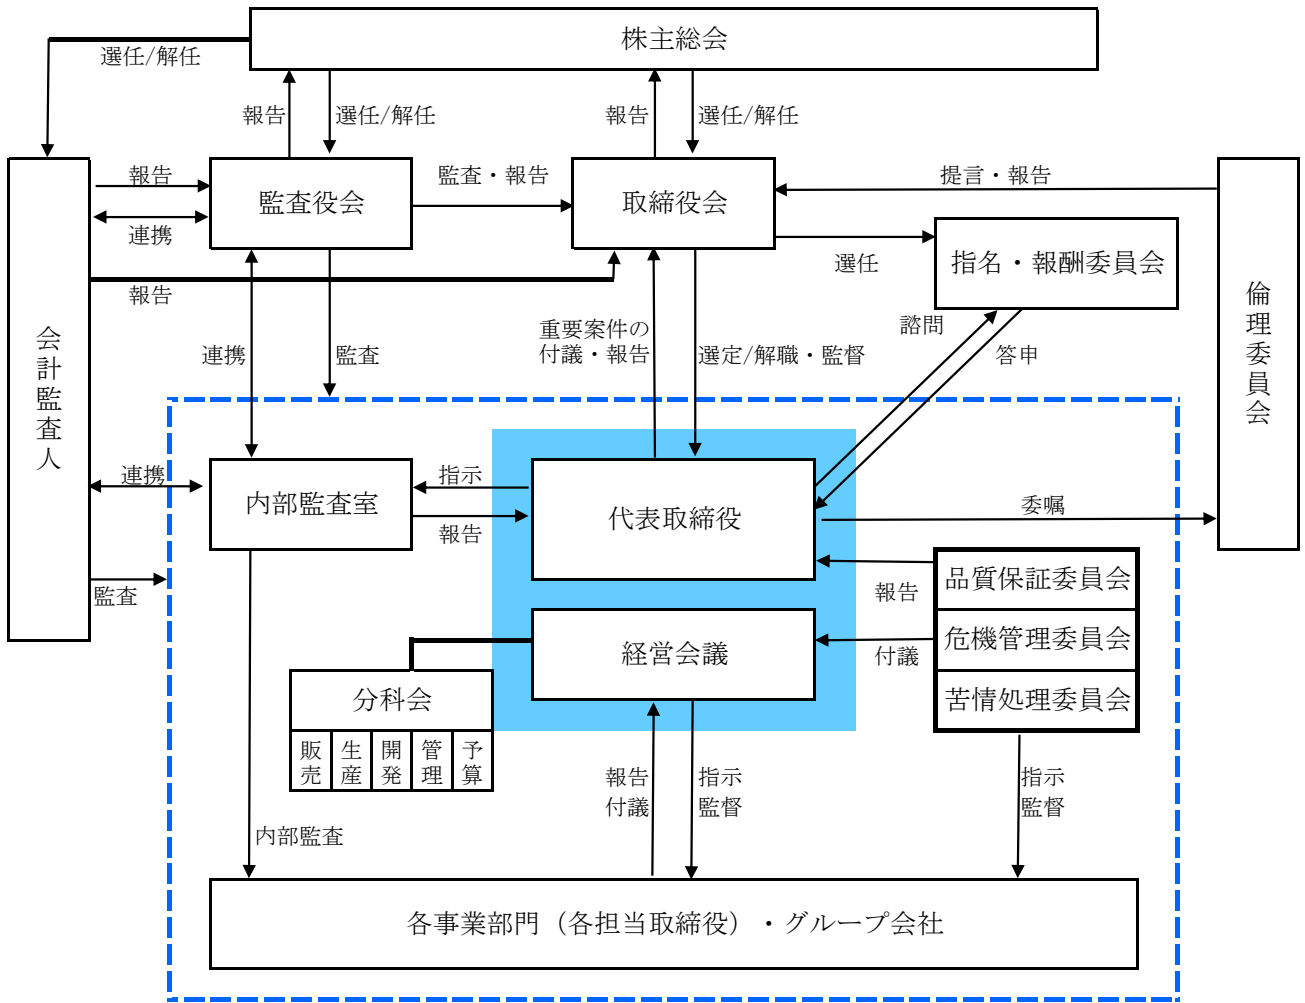 株主総会
選任/解任
報告
選任/解任
報告
選任/解任
報告
連携
監査役会
監査・報告
取締役会
提言・報告
選任
指名・報酬委員会
報告
会計監査人
倫理委員会
連携
監査
重要案件の
付議・報告
選定/解職・監督
諮問
答申
連携
内部監査室
指示
報告
代表取締役
委嘱
監査
報告
付議
品質保証委員会
危機管理委員会
苦情処理委員会
経営会議
分科会
販売
生産
開発
管理
予算
報告
付議
指示
監督
指示
監督
内部監査
各事業部門（各担当取締役）・グループ会社